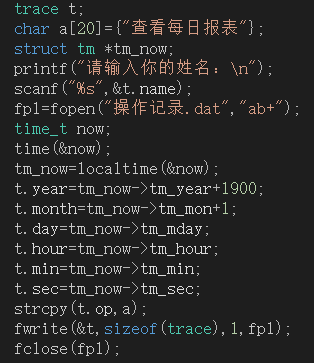 trace t;
char a[20]={"查看每日报表"};
struct tm *tm_now;
printf("请输入你的姓名：\n");
scanf("%s",&t.name);
fp1=fopen("操作记录.dat","ab+");
time_t now;
time(&now);
tm_now=localtime(&now);
t.year=tm_now->tm_year+1900;
t.month=tm_now->tm_mon+1;
t.day=tm_now->tm_mday;
t.hour=tm_now->tm_hour;
t.min=tm_now->tm_min;
t.sec=tm_now->tm_sec;
strcpy(t.op,a);
fwrite(&t,sizeof(trace),1,fp1);
fclose(fp1);